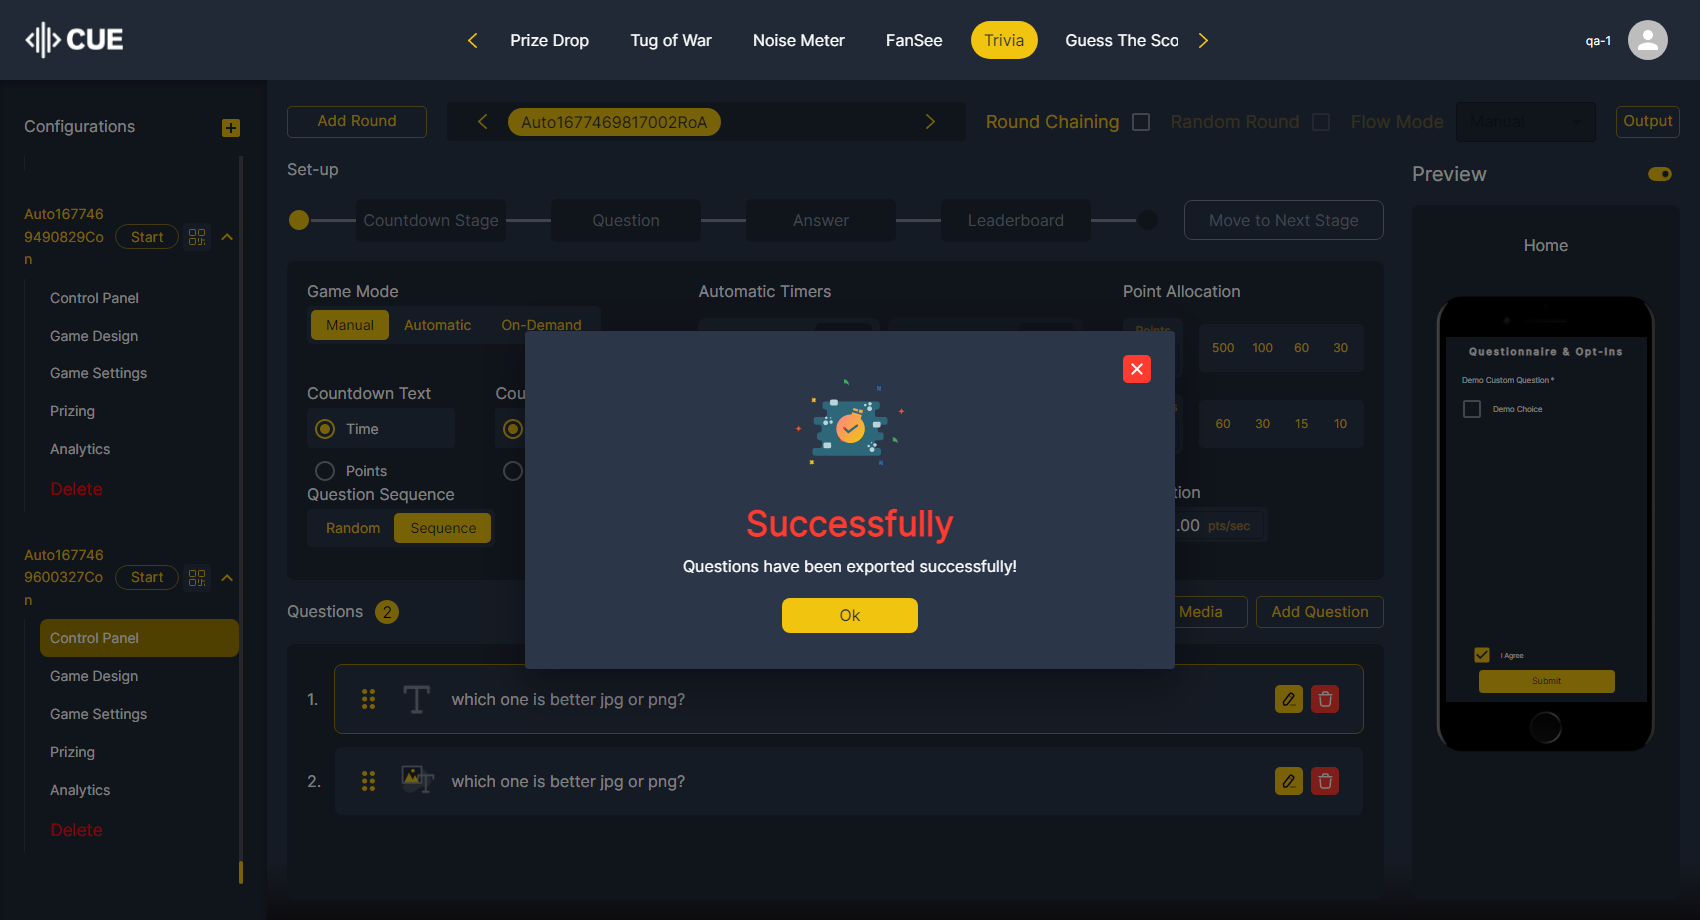 CUE
Prize Drop
Tug of War
Noise Meter
FanSee
Trivia
Guess The Sco
qa-1
Configurations
Add Round
Auto1677469817002RoA
Round Chaining
Random Round
Flow Mode
Manual
Output
Set-up
Preview
Countdown Stage
Question
Answer
Leaderboard
Move to Next Stage
Auto167746
9490829Co
n
Start
Control Panel
Game Design
Game Settings
Prizing
Analytics
Delete
Auto167746
9600327Co
n
Start
Control Panel
Game Design
Game Settings
Prizing
Analytics
Delete
Game Mode
Manual
Automatic
On-Demand
Automatic Timers
Point Allocation
Points
500
100
60
30
Countdown Text
Time
Points
Cou
60
30
15
10
Question Sequence
Random
Sequence
tion
.00 pts/sec
Successfully
Questions have been exported successfully!
Ok
Questions 2
Media
Add Question
1.
which one is better jpg or png?
2.
which one is better jpg or png?
Home
Questionnaire & Opt-Ins
Demo Custom Question *
Demo Choice
I Agree
Submit